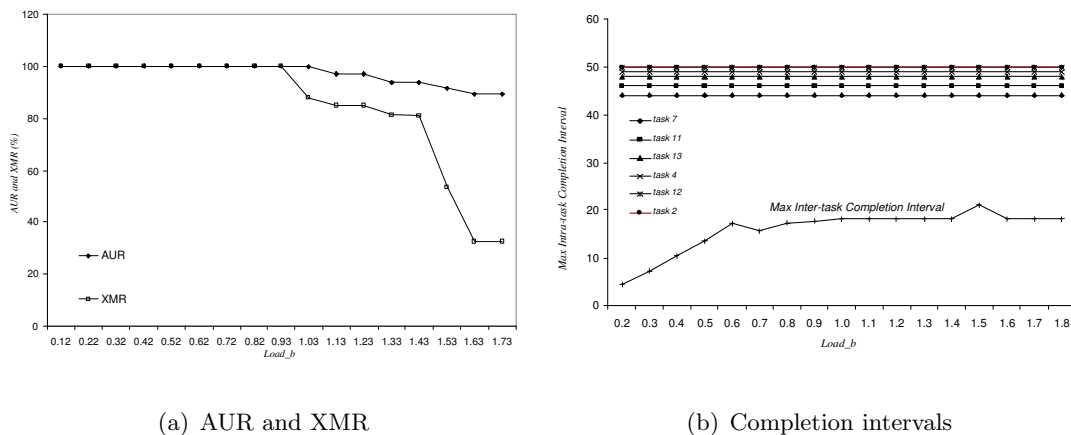 120
100
80
60
40
20
0
AUR and XMR (%)
AUR
XMR
0.12 0.22 0.32 0.42 0.52 0.62 0.72 0.82 0.93 1.03 1.13 1.23 1.33 1.43 1.53 1.63 1.73
Load_b
(a) AUR and XMR
60
50
40
30
20
10
0
Max Intra-task Completion Interval
task 7
task 11
task 13
task 4
task 12
task 2
Max Inter-task Completion Interval
0.2 0.3 0.4 0.5 0.6 0.7 0.8 0.9 1.0 1.1 1.2 1.3 1.4 1.5 1.6 1.7 1.8
Load_b
(b) Completion intervals